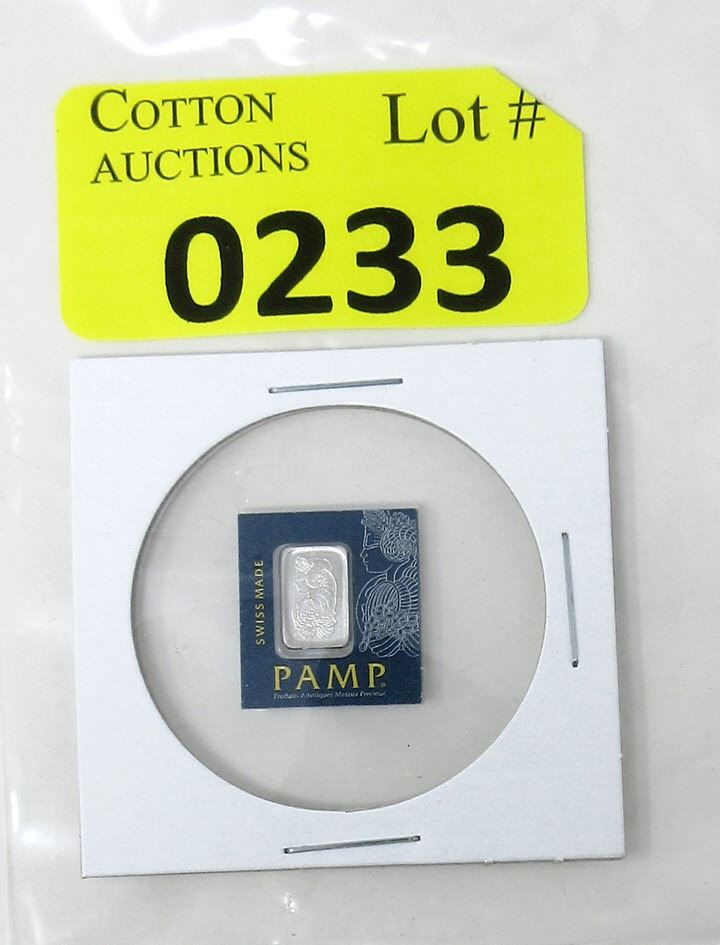 COTTON
AUCTIONS
Lot #
0233
SWISS MADE
PAMP
Produits Artistiques Métaux Précieux